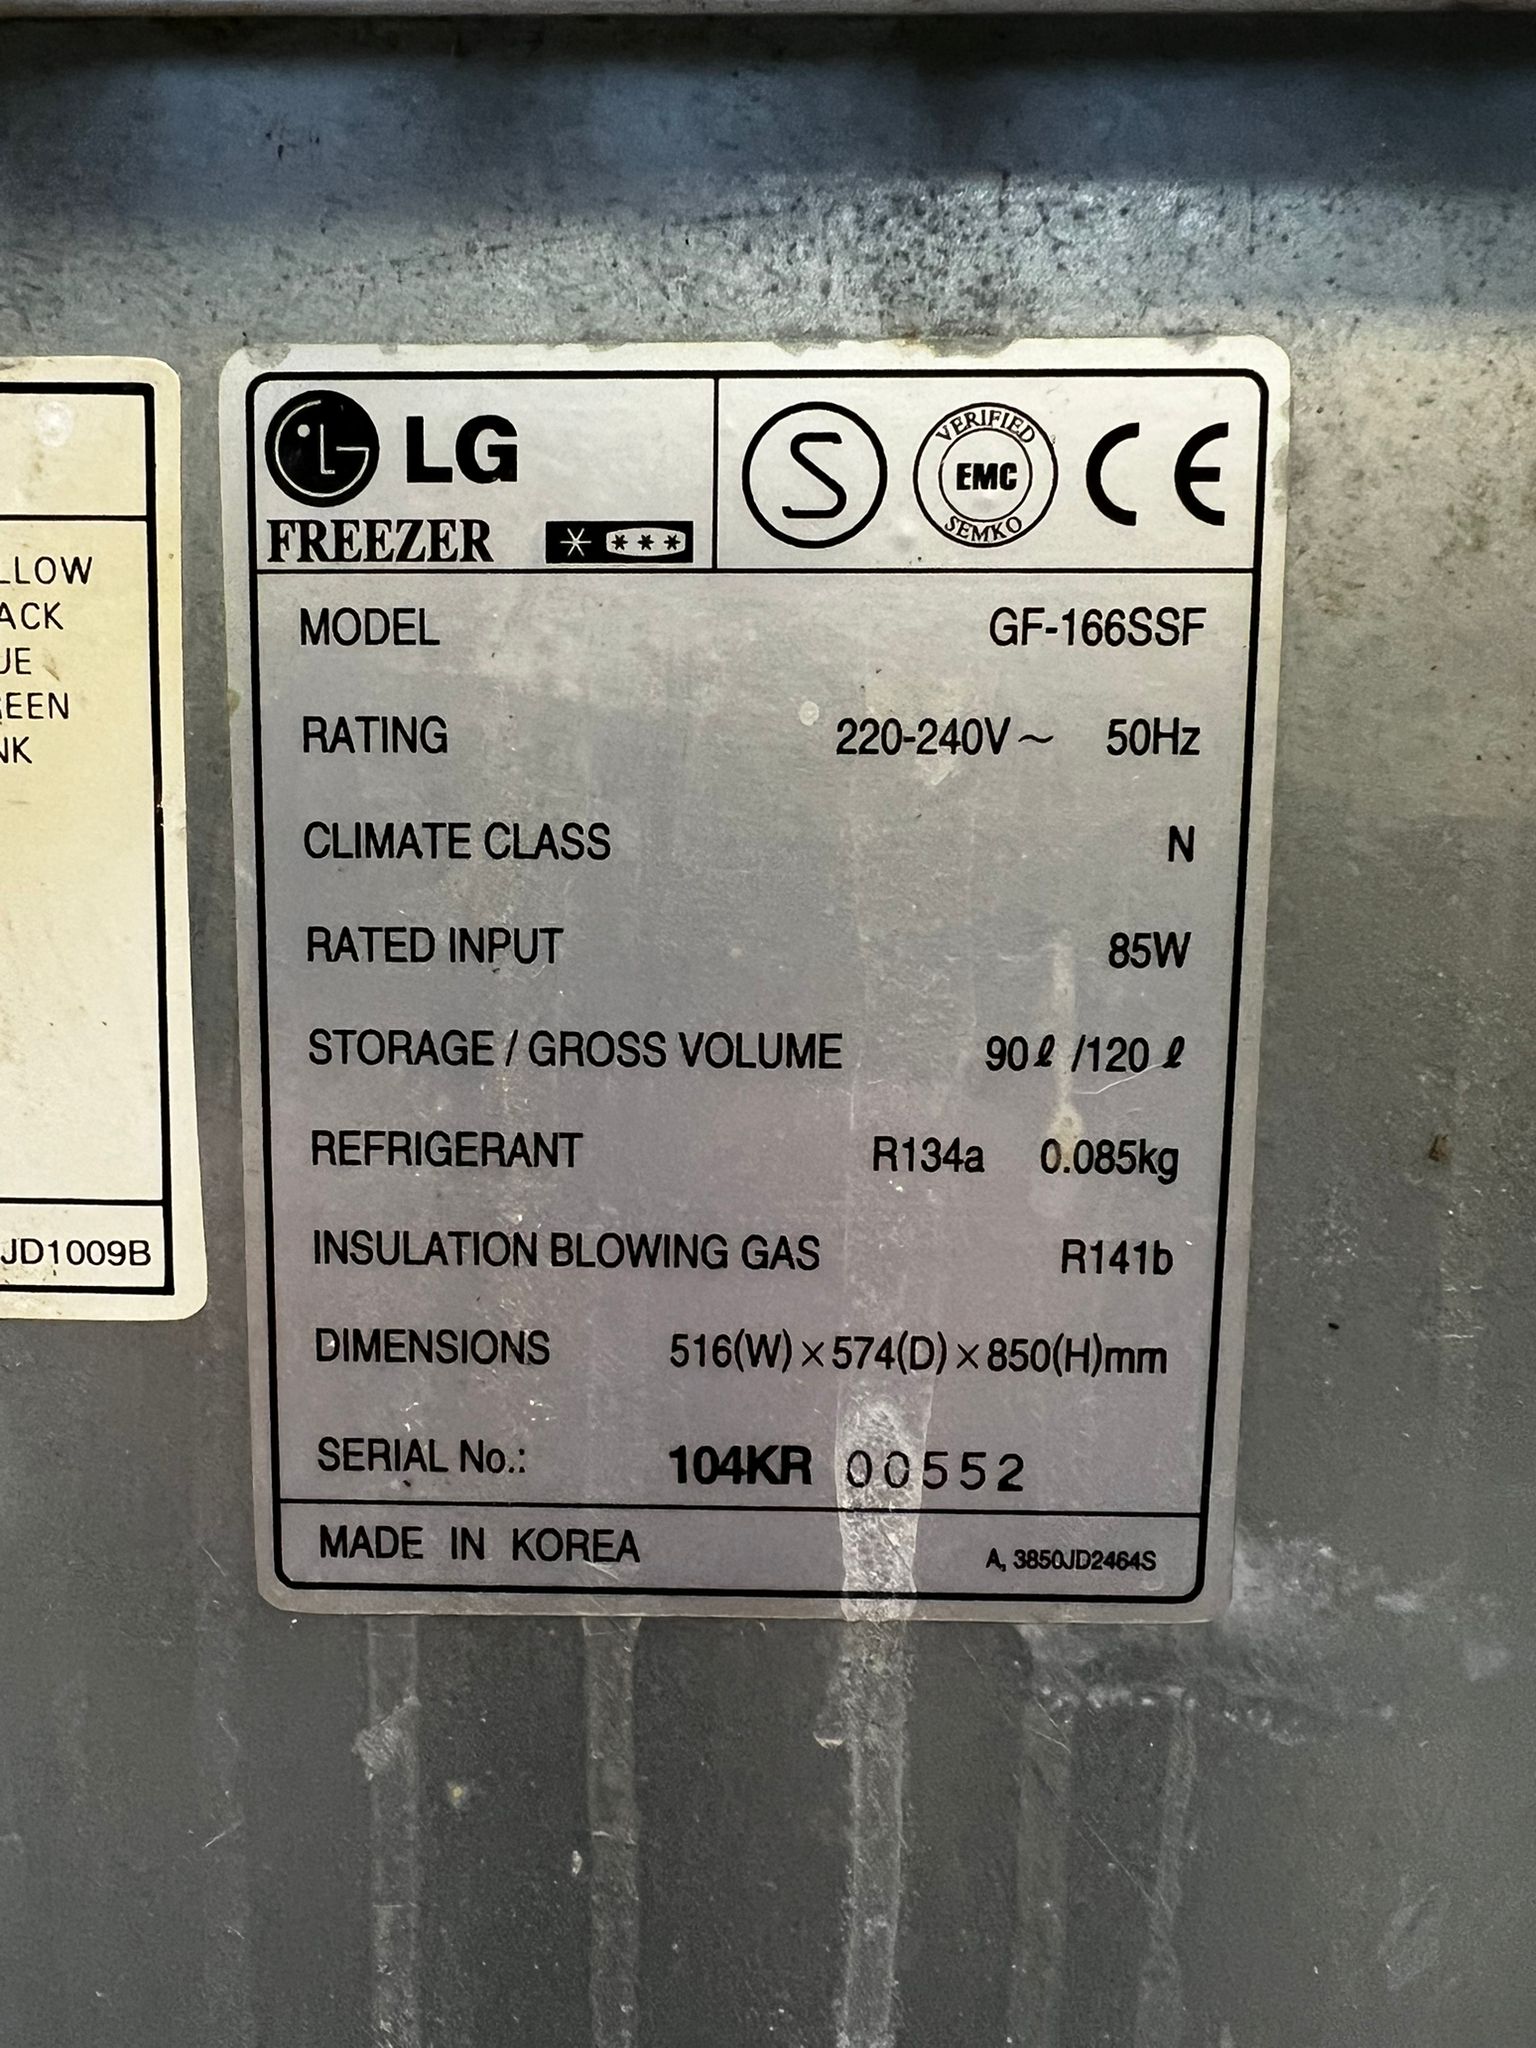 LLOW
ACK
UE
REEN
NK
JD1009B
LG
FREEZER
S
VERIFIED
EMC
SEMKO
CE
MODEL GF-166SSF
RATING 220-240V~ 50Hz
CLIMATE CLASS N
RATED INPUT 85W
STORAGE / GROSS VOLUME 90ℓ /120 ℓ
REFRIGERANT R134a 0.085kg
INSULATION BLOWING GAS R141b
DIMENSIONS 516(W)×574(D)×850(H)mm
SERIAL No.: 104KR 00552
MADE IN KOREA A, 3850JD2464S